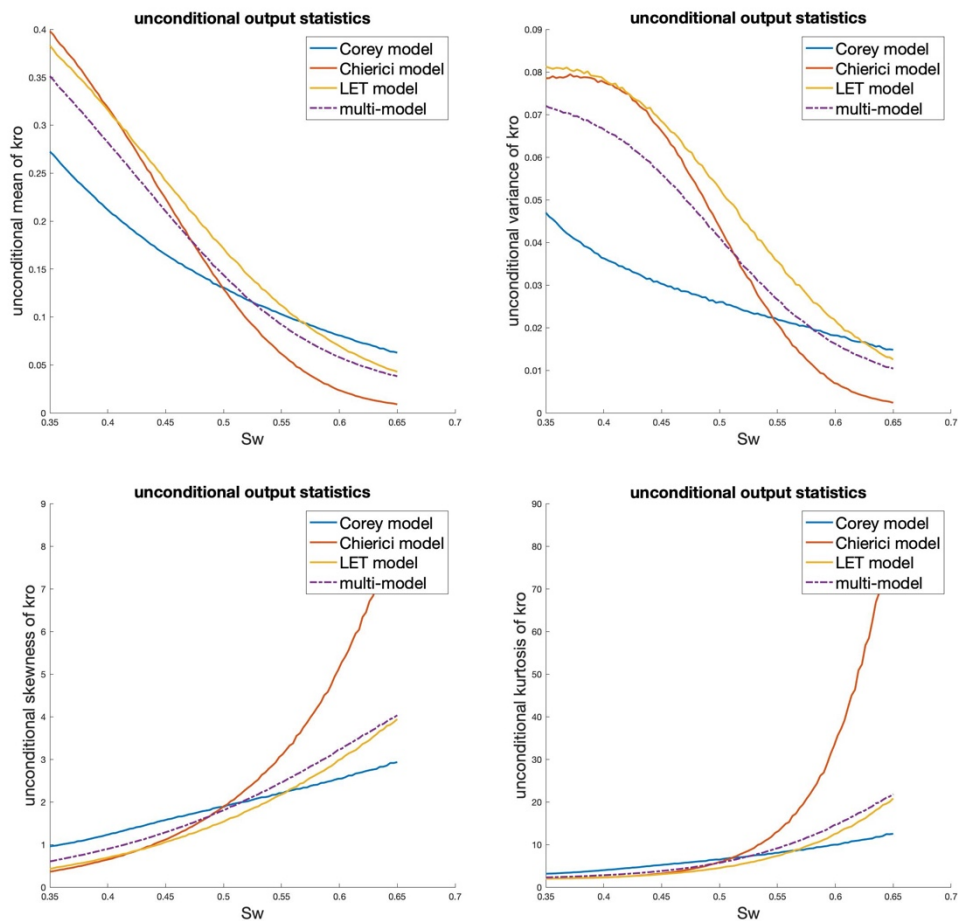 unconditional output statistics
unconditional mean of kro
0.4
0.35
0.3
0.25
0.2
0.15
0.1
0.05
0
Corey model
Chierici model
LET model
multi-model
0.35
0.4
0.45
0.5
0.55
0.6
0.65
0.7
Sw
unconditional output statistics
unconditional variance of kro
0.09
0.08
0.07
0.06
0.05
0.04
0.03
0.02
0.01
0
Corey model
Chierici model
LET model
multi-model
0.35
0.4
0.45
0.5
0.55
0.6
0.65
0.7
Sw
unconditional output statistics
unconditional skewness of kro
9
8
7
6
5
4
3
2
1
0
Corey model
Chierici model
LET model
multi-model
0.35
0.4
0.45
0.5
0.55
0.6
0.65
0.7
Sw
unconditional output statistics
unconditional kurtosis of kro
90
80
70
60
50
40
30
20
10
0
Corey model
Chierici model
LET model
multi-model
0.35
0.4
0.45
0.5
0.55
0.6
0.65
0.7
Sw